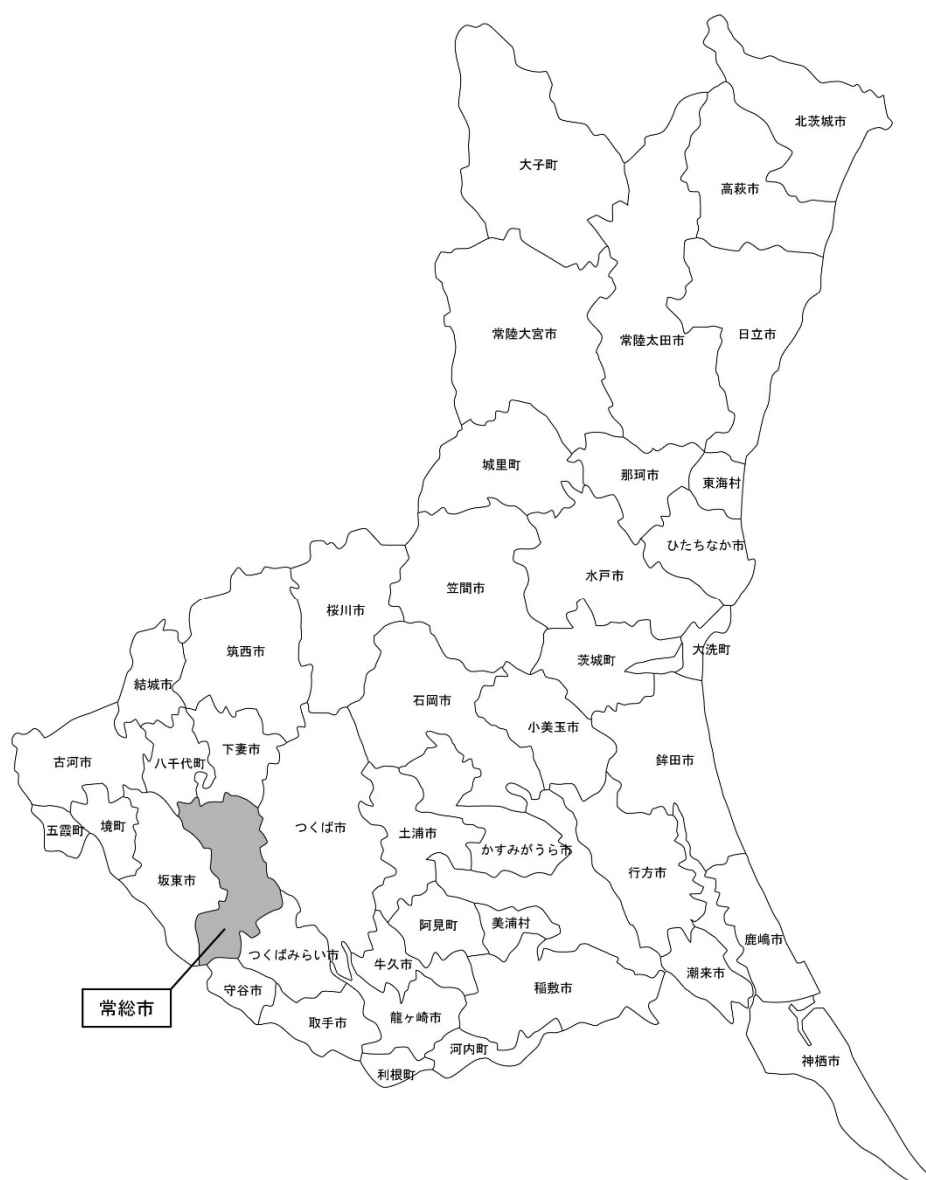 北茨城市
大子町
高萩市
常陸大宮市
常陸太田市
日立市
城里町
那珂市
東海村
ひたちなか市
水戸市
笠間市
桜川市
筑西市
大洗町
茨城町
結城市
石岡市
小美玉市
下妻市
鉾田市
古河市
八千代町
つくば市
境町
五霞町
土浦市
かすみがうら市
行方市
坂東市
阿見町
美浦村
鹿嶋市
つくばみらい市
牛久市
潮来市
稲敷市
守谷市
常総市
取手市
龍ヶ崎市
河内町
神栖市
利根町